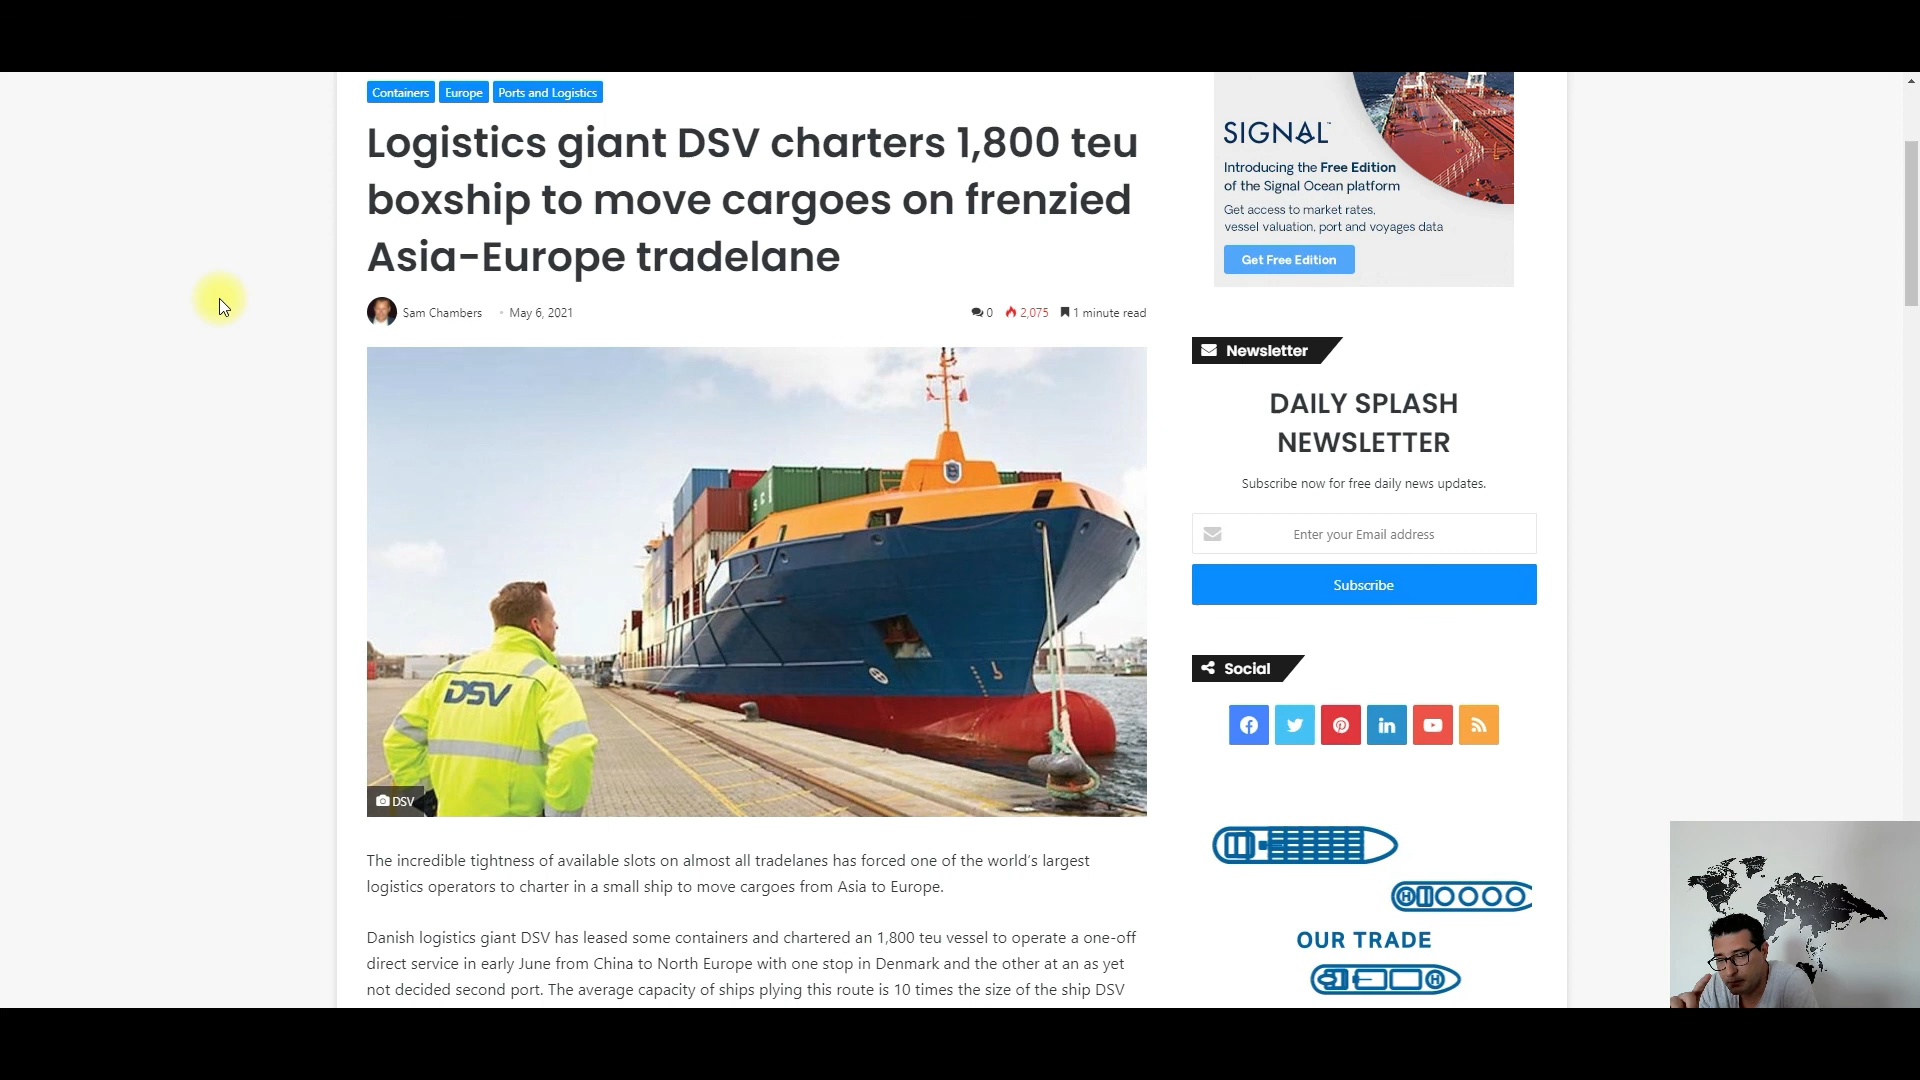 Containers
Europe
Ports and Logistics
Logistics giant DSV charters 1,800 teu
boxship to move cargoes on frenzied
Asia-Europe tradelane
Sam Chambers
May 6, 2021
0
2,075
1 minute read
DSV
DSV
The incredible tightness of available slots on almost all tradelanes has forced one of the world's largest
logistics operators to charter in a small ship to move cargoes from Asia to Europe.
Danish logistics giant DSV has leased some containers and chartered an 1,800 teu vessel to operate a one-off
direct service in early June from China to North Europe with one stop in Denmark and the other at an as yet
not decided second port. The average capacity of ships plying this route is 10 times the size of the ship DSV
SIGNAL
Introducing the Free Edition
of the Signal Ocean platform
Get access to market rates,
vessel valuation, port and voyages data
Get Free Edition
Newsletter
DAILY SPLASH
NEWSLETTER
Subscribe now for free daily news updates.
Enter your Email address
Subscribe
Social
OUR TRADE